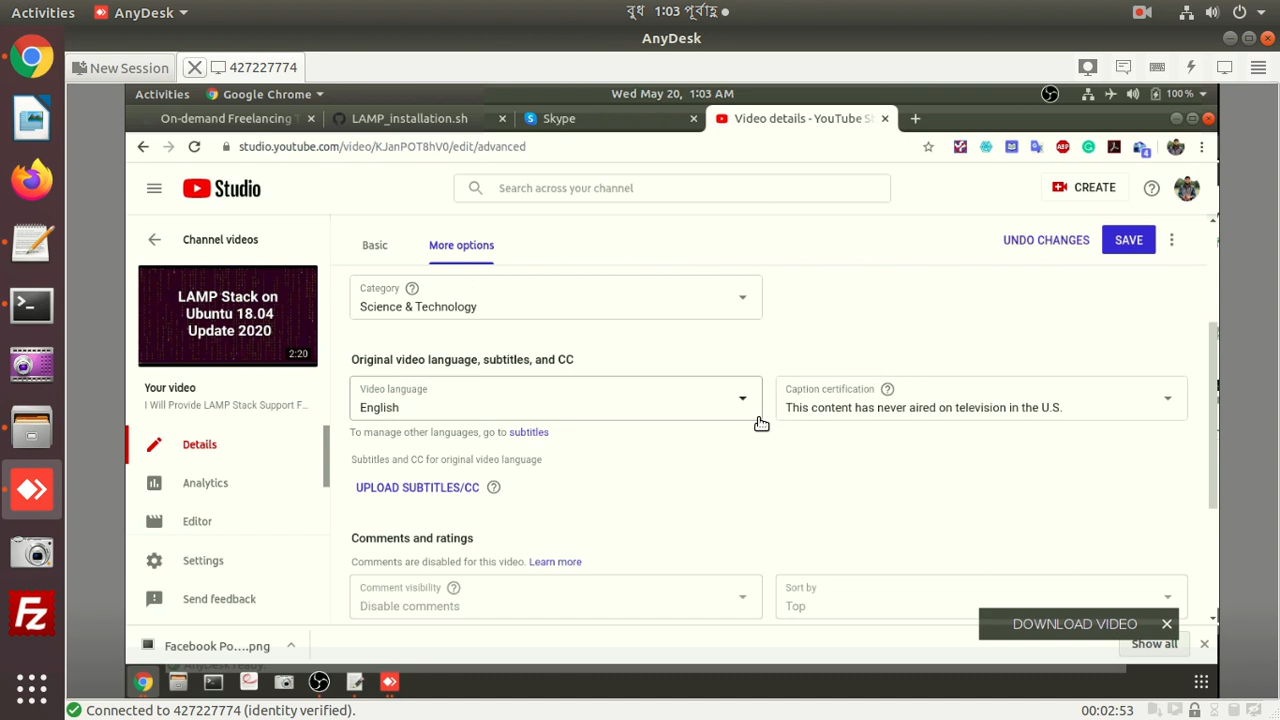 Activities AnyDesk বুধ 1:03 পূর্বাহ্ণ
AnyDesk
New Session 427227774
Activities Google Chrome Wed May 20, 1:03 AM 100%
On-demand Freelancing T LAMP_installation.sh Skype Video details - YouTube St
studio.youtube.com/video/KJanPOT8hV0/edit/advanced
Studio Search across your channel CREATE
Channel videos Basic More options UNDO CHANGES SAVE
LAMP Stack on
Ubuntu 18.04
Update 2020
2:20
Your video
I Will Provide LAMP Stack Support F...
Details
Analytics
Editor
Settings
Send feedback
Category
Science & Technology
Original video language, subtitles, and CC
Video language Caption certification
English This content has never aired on television in the U.S.
To manage other languages, go to subtitles
Subtitles and CC for original video language
UPLOAD SUBTITLES/CC
Comments and ratings
Comments are disabled for this video. Learn more
Comment visibility Sort by
Disable comments Top
DOWNLOAD VIDEO
Facebook Po....png Show all
Connected to 427227774 (identity verified). 00:02:53